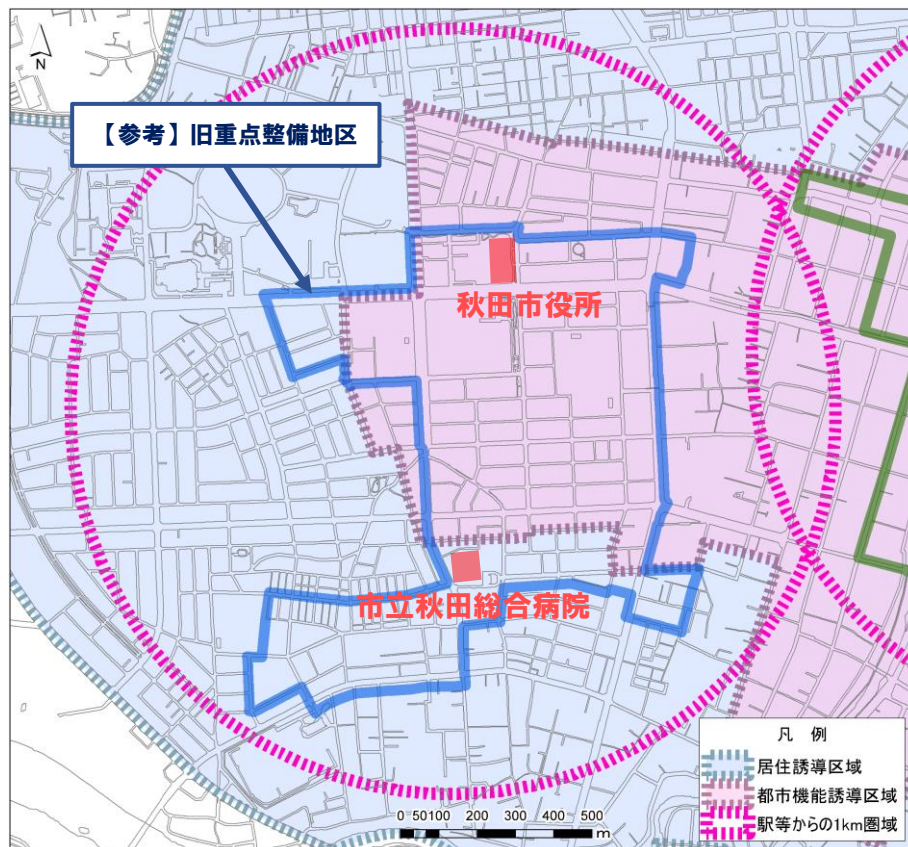 N
【参考】旧重点整備地区
秋田市役所
市立秋田総合病院
凡 例
居住誘導区域
都市機能誘導区域
駅等からの1km圏域
0 50100 200 300 400 500
m